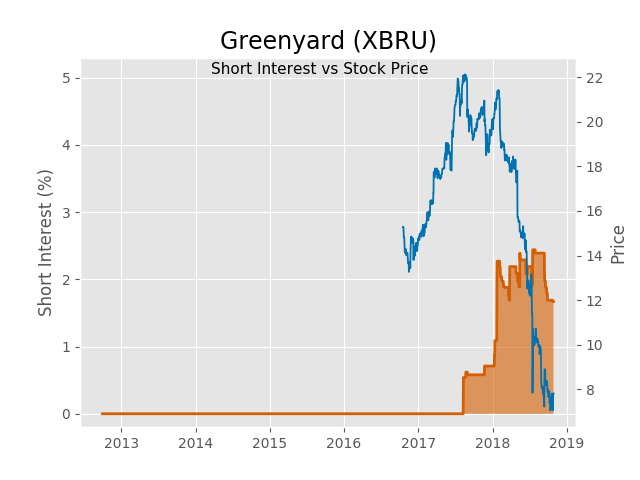 Greenyard (XBRU)
Short Interest vs Stock Price
Short Interest (%)
5
4
3
2
1
0
22
20
18
16
14
12
10
8
Price
2013 2014 2015 2016 2017 2018 2019